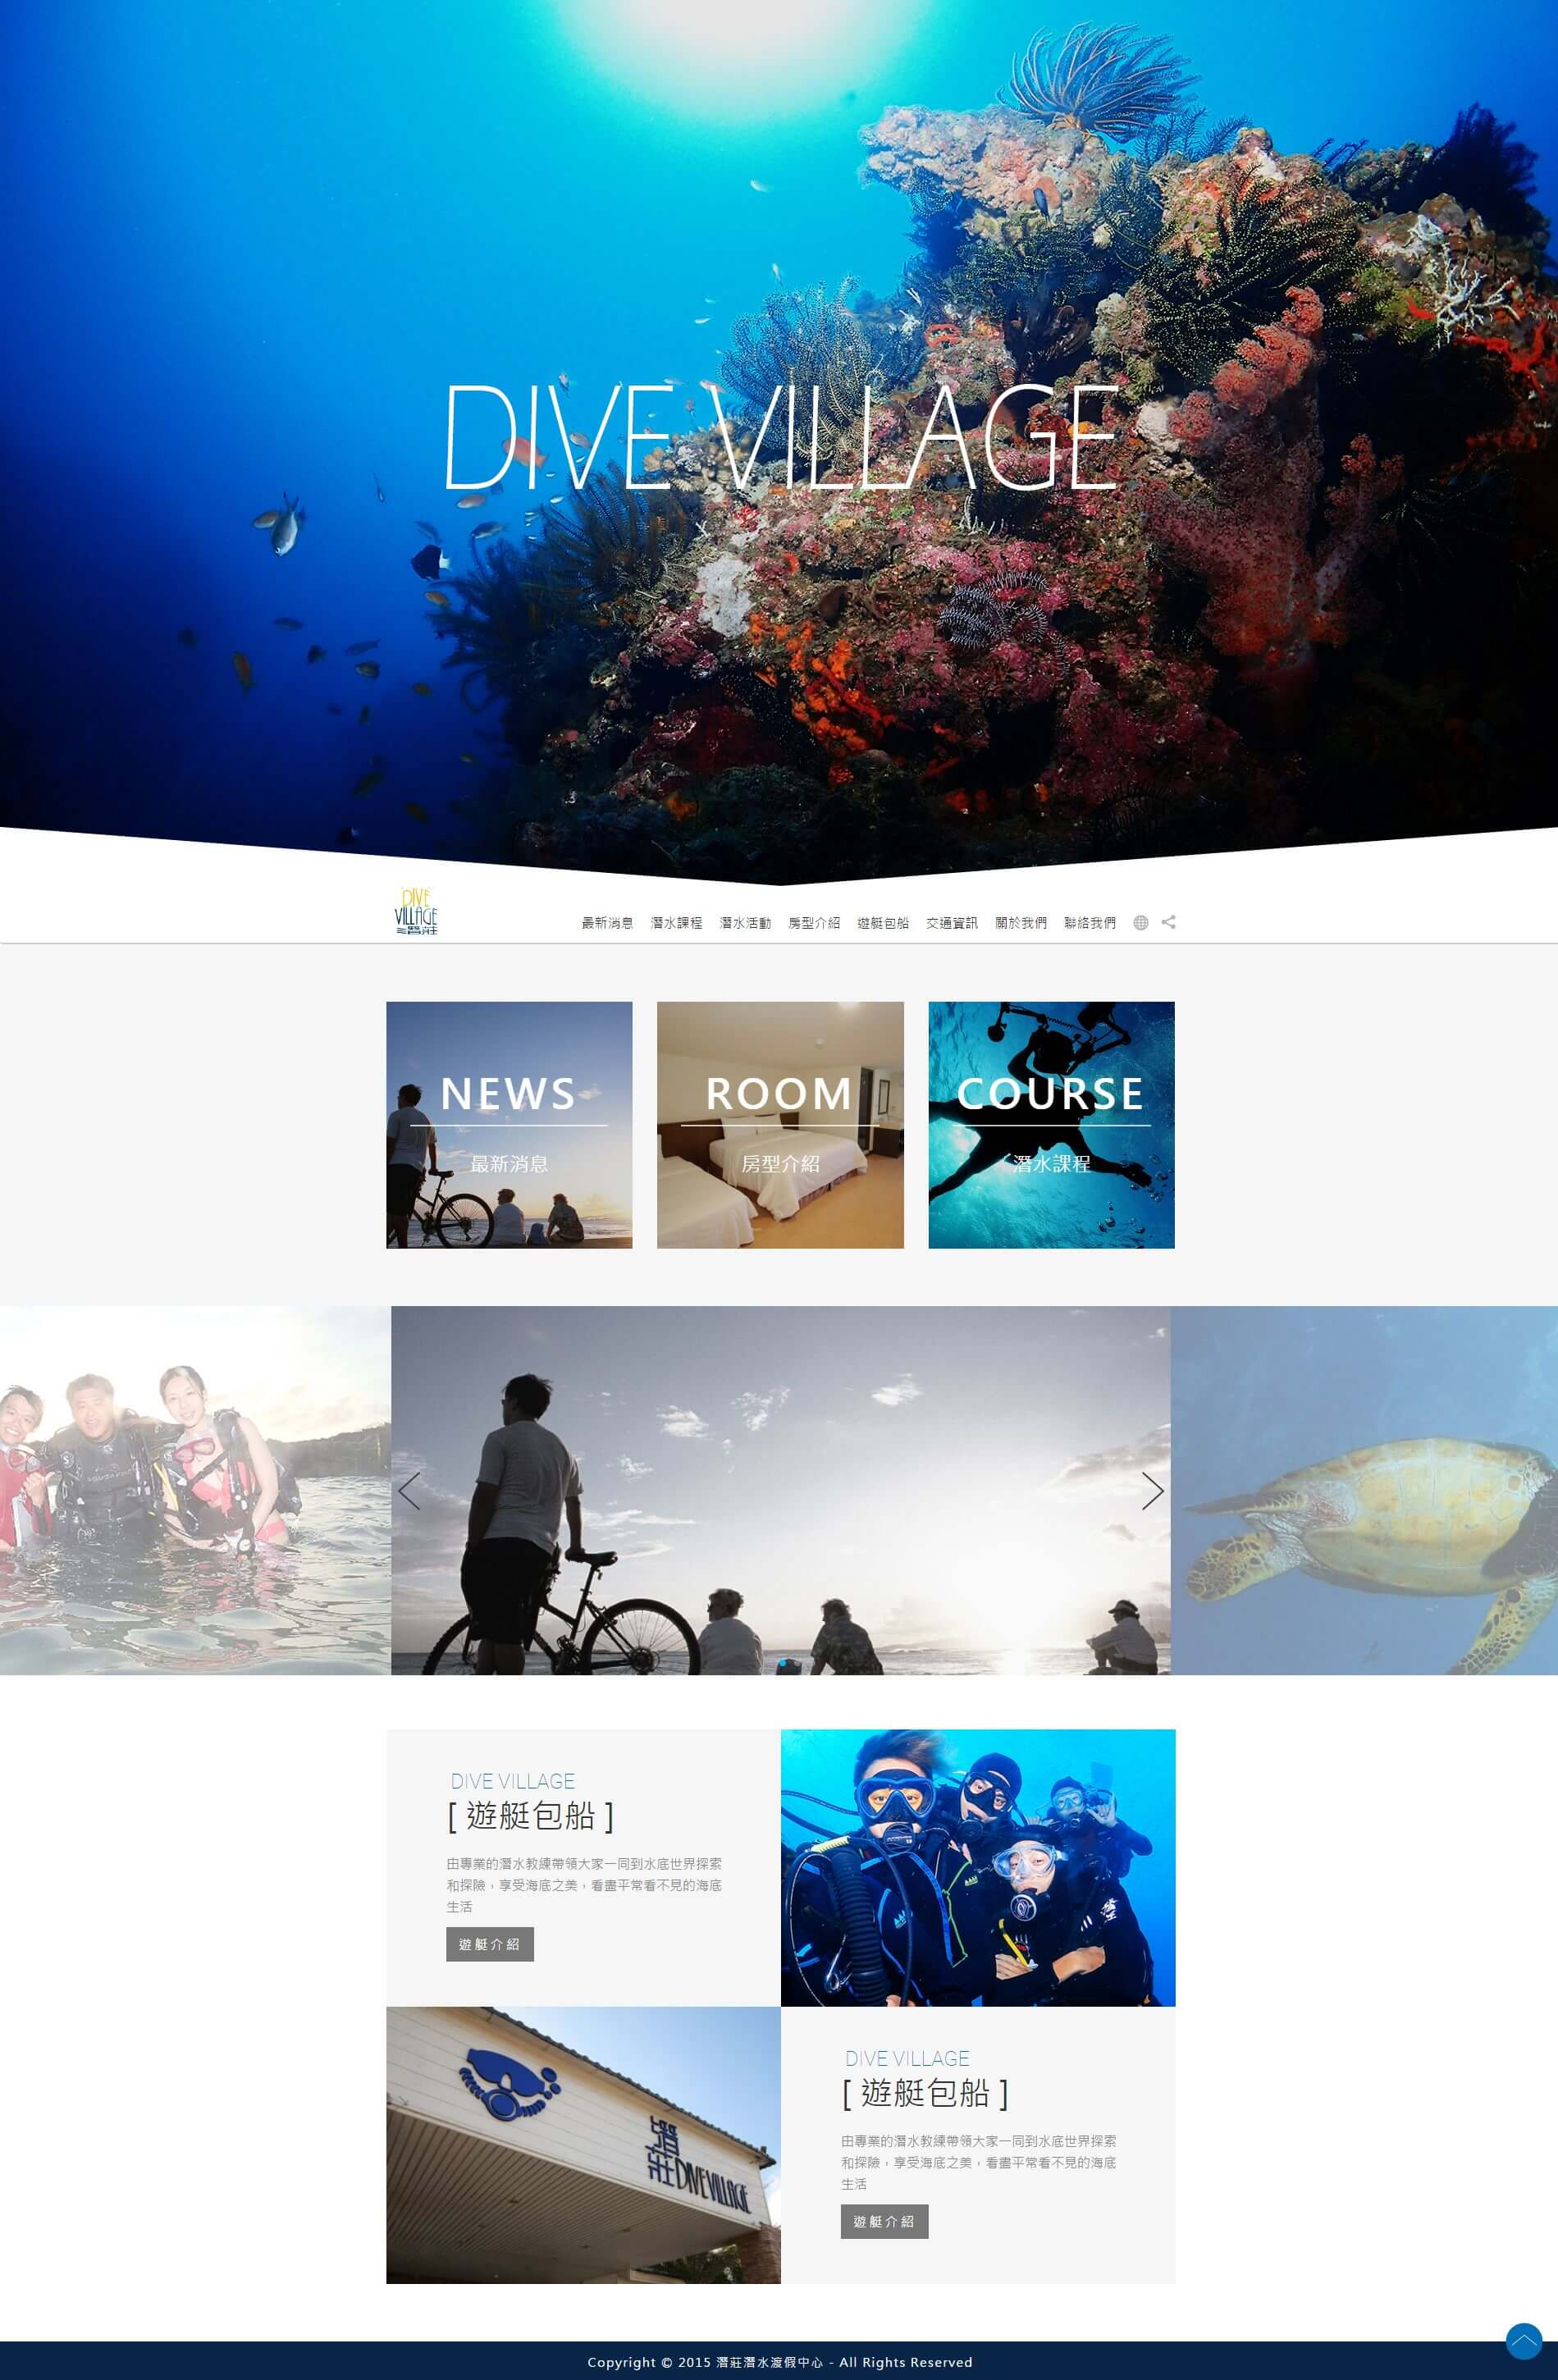 DIVE VILLAGE
DIVE
VILLAGE
潛莊
最新消息 潛水課程 潛水活動 房型介紹 遊艇包船 交通資訊 關於我們 聯絡我們
NEWS
最新消息
ROOM
房型介紹
COURSE
潛水課程
DIVE VILLAGE
[ 遊艇包船 ]
由專業的潛水教練帶領大家一同到水底世界探索
和探險，享受海底之美，看盡平常看不見的海底
生活
遊艇介紹
潛莊 DIVE VILLAGE
DIVE VILLAGE
[ 遊艇包船 ]
由專業的潛水教練帶領大家一同到水底世界探索
和探險，享受海底之美，看盡平常看不見的海底
生活
遊艇介紹
Copyright © 2015 潛莊潛水渡假中心 - All Rights Reserved